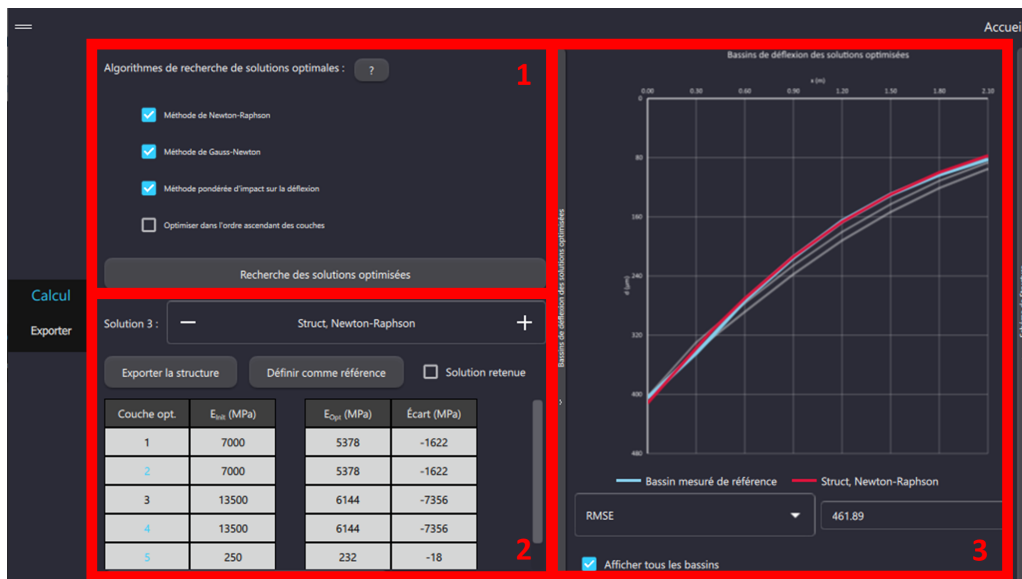 Accuei
Algorithmes de recherche de solutions optimales :
?
1
Méthode de Newton-Raphson
Méthode de Gauss-Newton
Méthode pondérée d'impact sur la déflexion
Optimiser dans l'ordre ascendant des couches
Recherche des solutions optimisées
Calcul
Exporter
Solution 3 :
Struct, Newton-Raphson
Exporter la structure
Définir comme référence
Solution retenue
Couche opt. E_Init (MPa) E_Opt (MPa) Écart (MPa)
1 7000 5378 -1622
2 7000 5378 -1622
3 13500 6144 -7356
4 13500 6144 -7356
5 250 232 -18
2
Bassins de déflexion des solutions optimisées
Bassins de déflexion des solutions optimisées
x (m)
0.00 0.30 0.60 0.90 1.20 1.50 1.80 2.10
0
80
160
240
320
400
480
d (µm)
Bassin mesuré de référence
Struct, Newton-Raphson
RMSE
461.89
Afficher tous les bassins
3